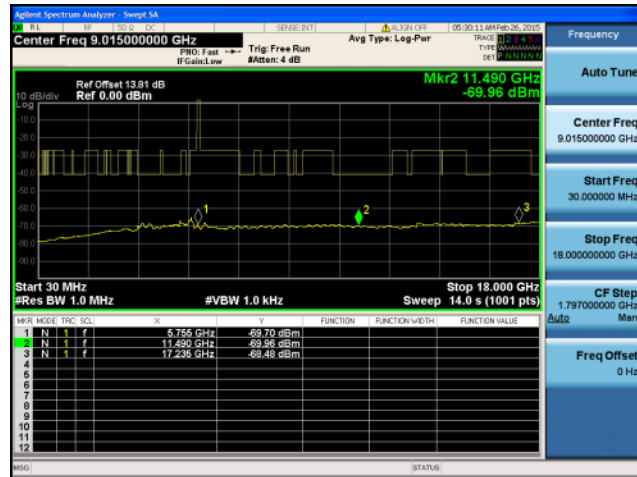 Agilent Spectrum Analyzer - Swept SA
RL RF 50 Ω DC SENSE:INT ALIGN OFF 05:30:11 AM Feb 26, 2015
Center Freq 9.015000000 GHz Avg Type: Log-Pwr TRACE 1 2 3 4 5 6
PNO: Fast Trig: Free Run TYPE
IFGain:Low #Atten: 4 dB DET P N N N N N
Ref Offset 13.81 dB Mkr2 11.490 GHz
10 dB/div Ref 0.00 dBm -69.96 dBm
Log
-10.0
-20.0
-30.0
-40.0
-50.0
-60.0
-70.0
-80.0
-90.0
1
2
3
Start 30 MHz Stop 18.000 GHz
#Res BW 1.0 MHz #VBW 1.0 kHz Sweep 14.0 s (1001 pts)
MKR MODE TRC SCL X Y FUNCTION FUNCTION WIDTH FUNCTION VALUE
1 N 1 f 5.755 GHz -69.70 dBm
2 N 1 f 11.490 GHz -69.96 dBm
3 N 1 f 17.235 GHz -68.48 dBm
4
5
6
7
8
9
10
11
12
MSG STATUS
Frequency
Auto Tune
Center Freq
9.015000000 GHz
Start Freq
30.000000 MHz
Stop Freq
18.000000000 GHz
CF Step
1.797000000 GHz
Auto Man
Freq Offset
0 Hz